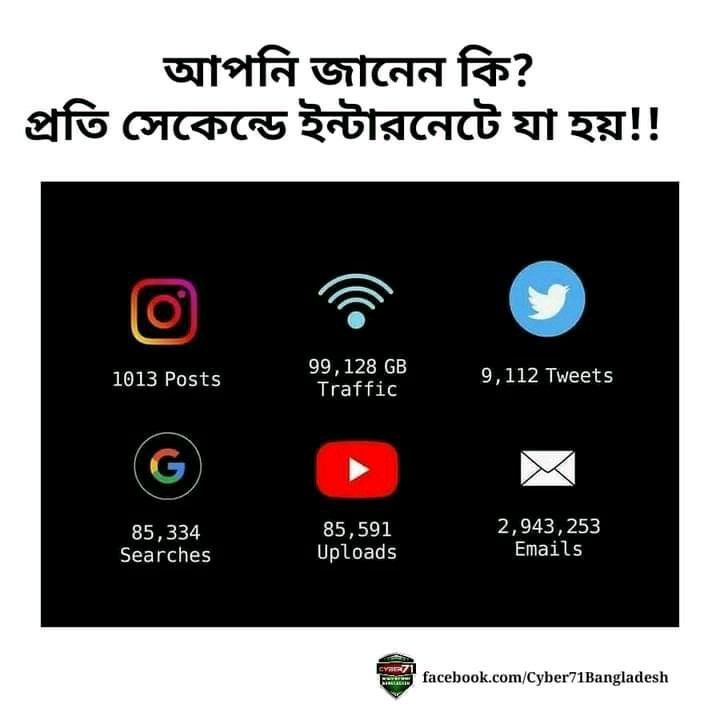 আপনি জানেন কি?
প্রতি সেকেন্ডে ইন্টারনেটে যা হয়!!
1013 Posts
99,128 GB
Traffic
9,112 Tweets
85,334
Searches
85,591
Uploads
2,943,253
Emails
CYBER71
facebook.com/Cyber71Bangladesh